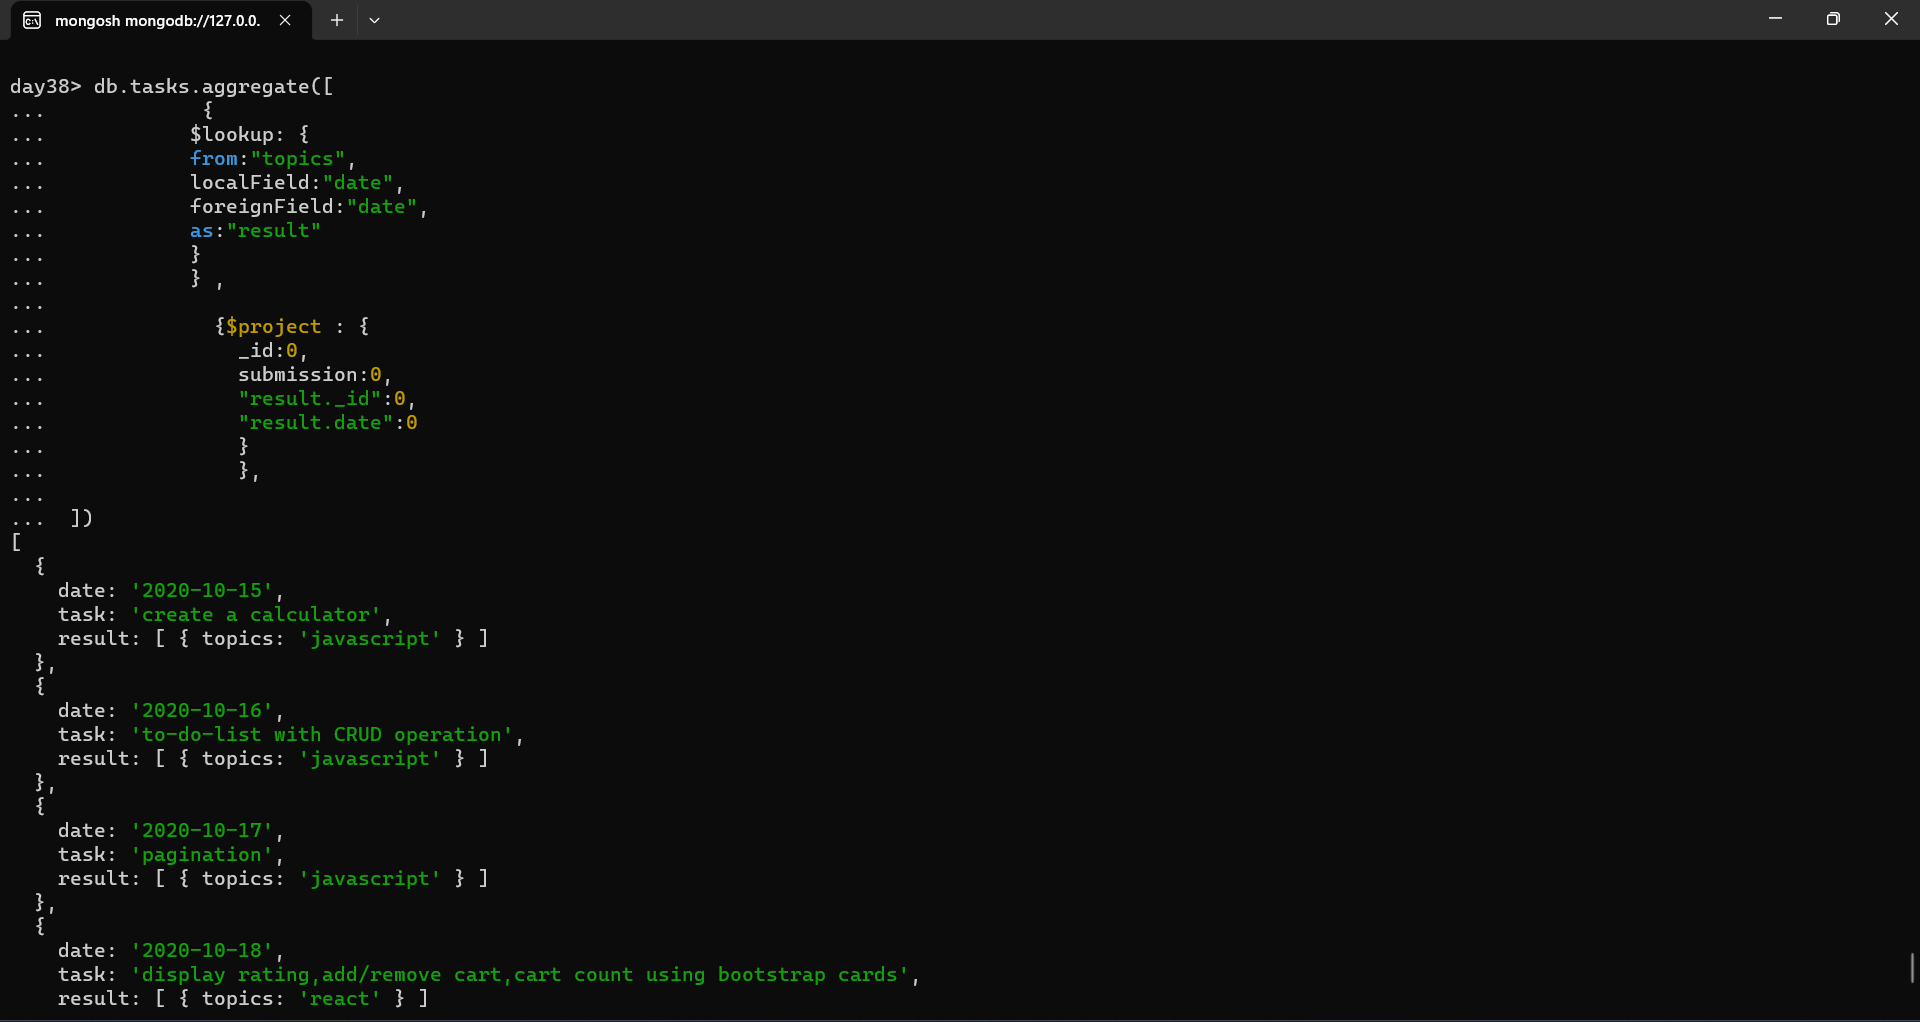 mongosh mongodb://127.0.0.
day38> db.tasks.aggregate([
... {
... $lookup: {
... from:"topics",
... localField:"date",
... foreignField:"date",
... as:"result"
... }
... } ,
...
... {$project : {
... _id:0,
... submission:0,
... "result._id":0,
... "result.date":0
... }
... },
...
... ])
[
{
date: '2020-10-15',
task: 'create a calculator',
result: [ { topics: 'javascript' } ]
},
{
date: '2020-10-16',
task: 'to-do-list with CRUD operation',
result: [ { topics: 'javascript' } ]
},
{
date: '2020-10-17',
task: 'pagination',
result: [ { topics: 'javascript' } ]
},
{
date: '2020-10-18',
task: 'display rating,add/remove cart,cart count using bootstrap cards',
result: [ { topics: 'react' } ]